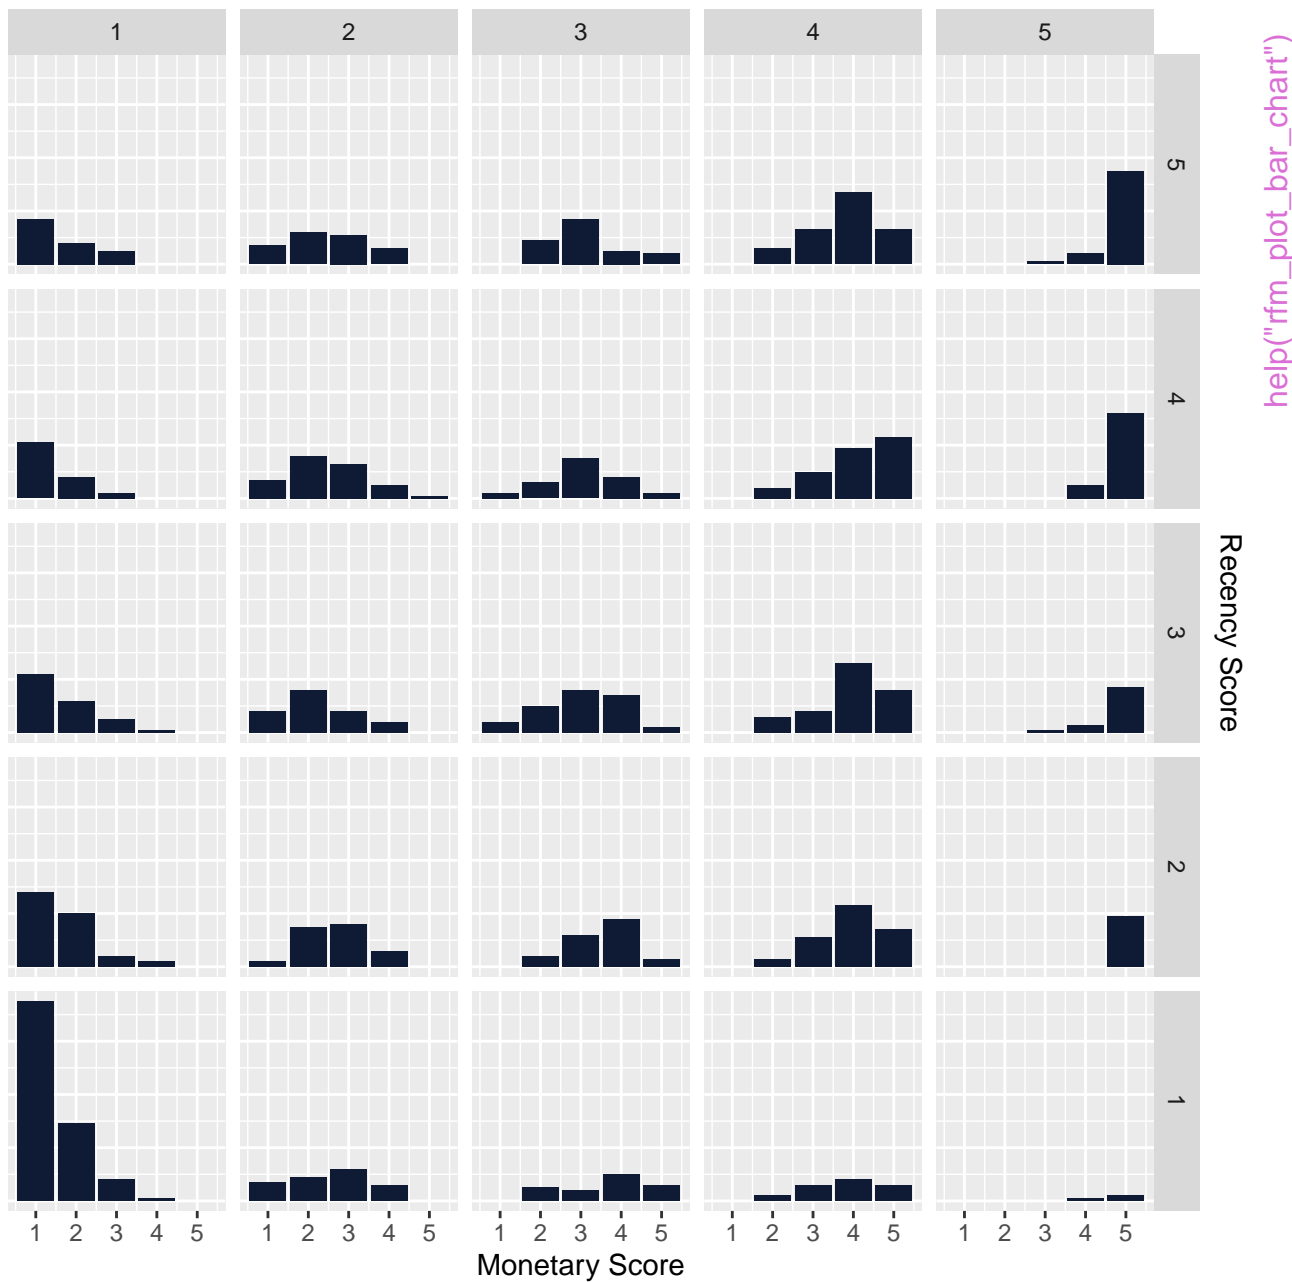 1 2 3 4 5
5
4
3
2
1
Recency Score
help("rfm_plot_bar_chart")
1 2 3 4 5 1 2 3 4 5 1 2 3 4 5 1 2 3 4 5 1 2 3 4 5
Monetary Score